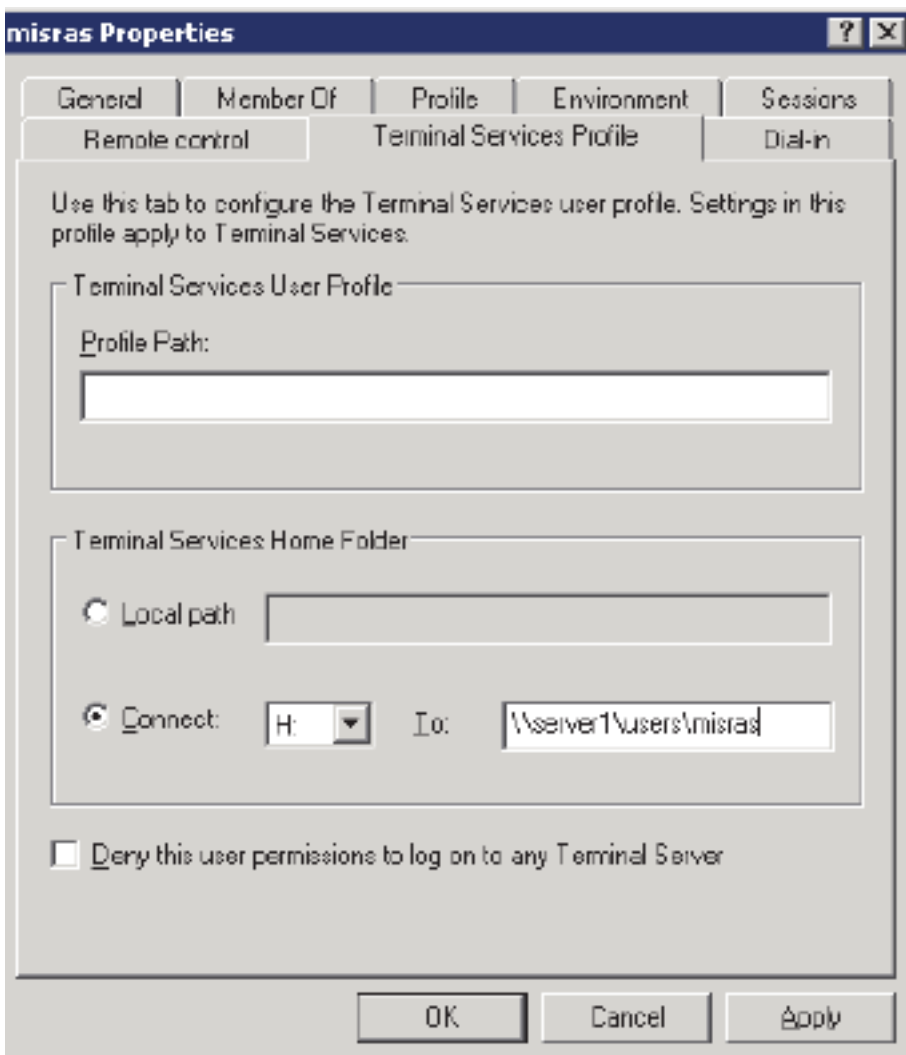 misras Properties
General Member Of Profile Environment Sessions
Remote control Terminal Services Profile Dial-in
Use this tab to configure the Terminal Services user profile. Settings in this
profile apply to Terminal Services.
Terminal Services User Profile
Profile Path:
Terminal Services Home Folder
Local path
Connect: H: To: \\server1\users\misras
Deny this user permissions to log on to any Terminal Server
OK Cancel Apply